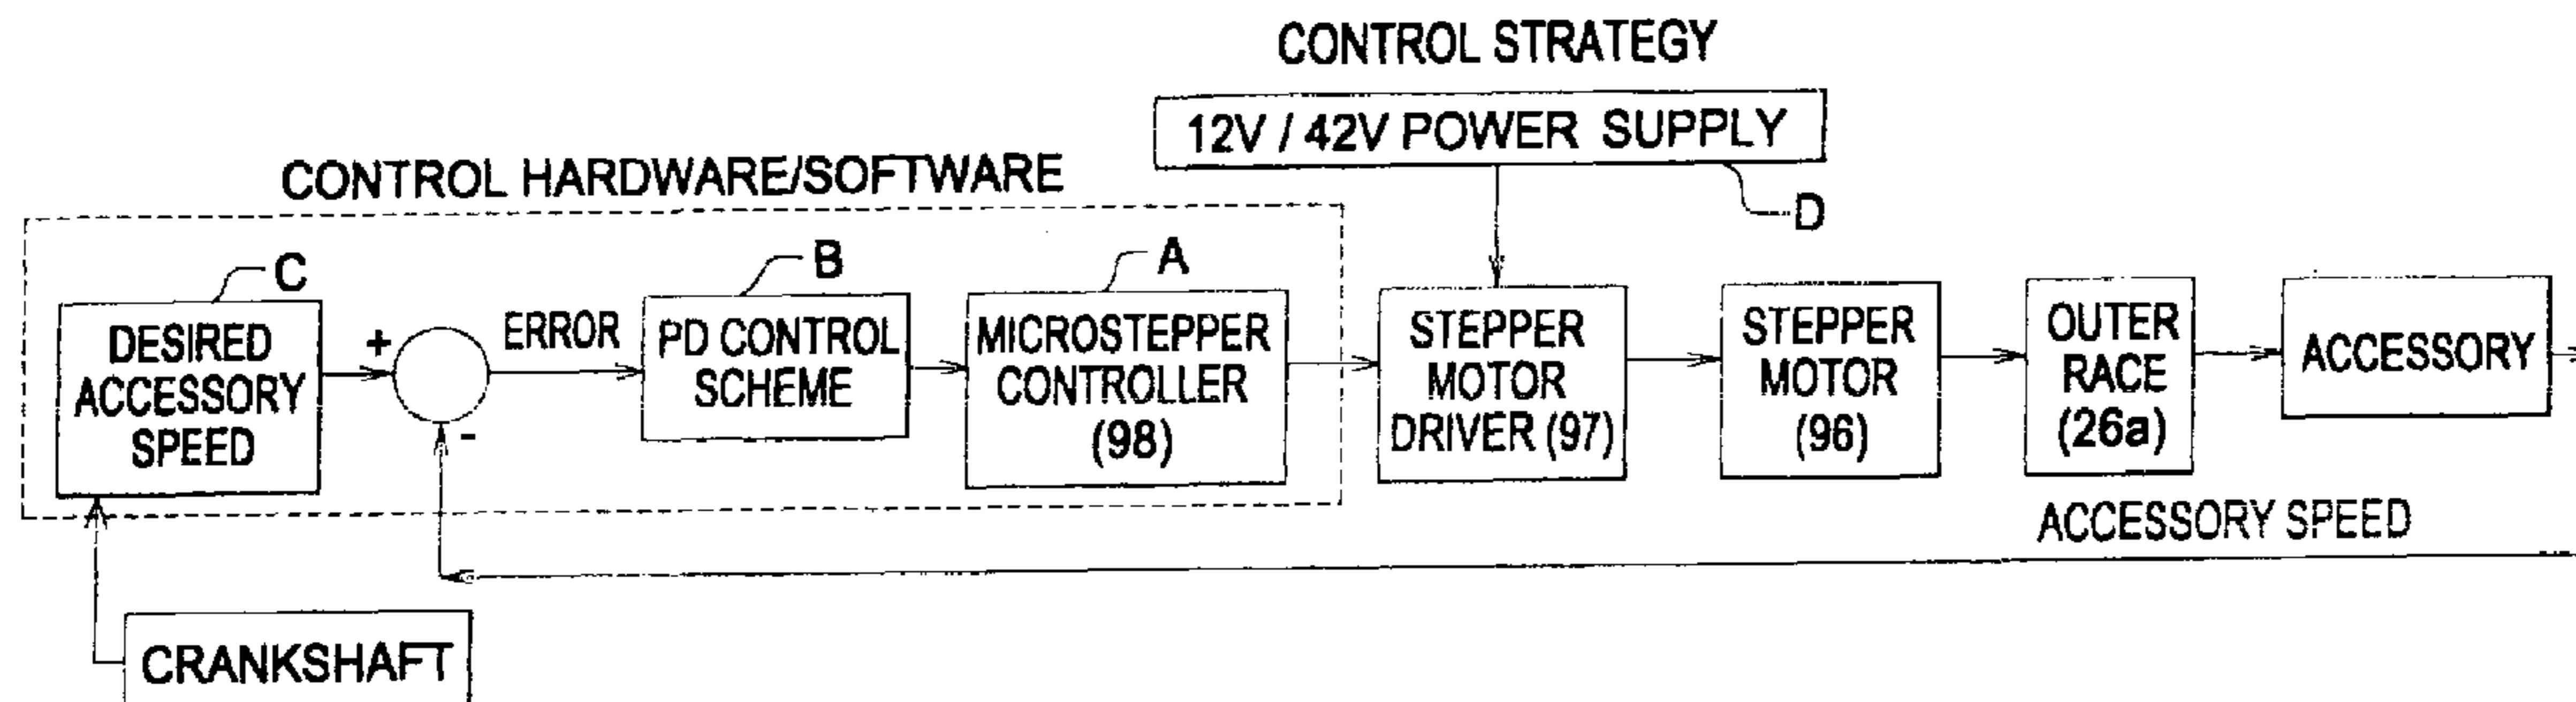 CONTROL STRATEGY
12V / 42V POWER SUPPLY
D
CONTROL HARDWARE/SOFTWARE
C
B
A
DESIRED
ACCESSORY
SPEED
+
-
ERROR
PD CONTROL
SCHEME
MICROSTEPPER
CONTROLLER
(98)
STEPPER
MOTOR
DRIVER (97)
STEPPER
MOTOR
(96)
OUTER
RACE
(26a)
ACCESSORY
ACCESSORY SPEED
CRANKSHAFT